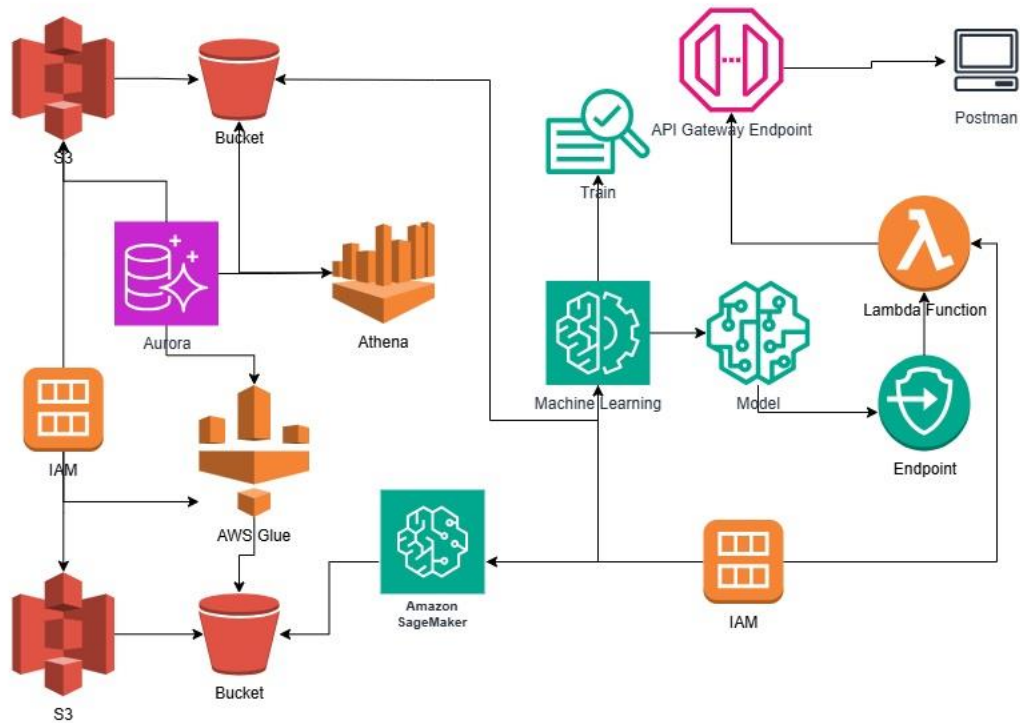 S3
Bucket
API Gateway Endpoint
Postman
Train
Aurora
Athena
Machine Learning
Model
Lambda Function
IAM
Endpoint
AWS Glue
Amazon
SageMaker
IAM
S3
Bucket